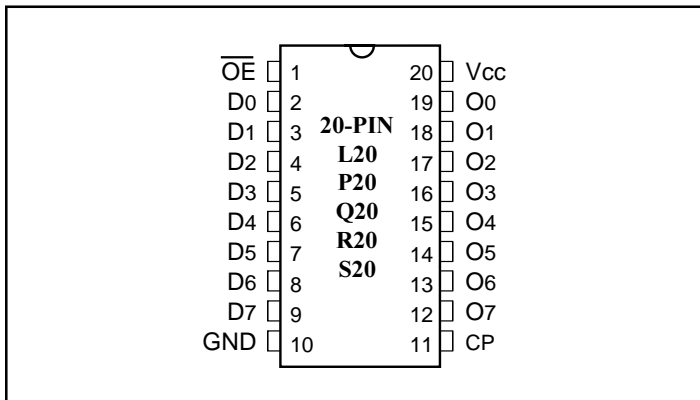 OE 1 20 Vcc
D0 2 19 O0
D1 3 20-PIN 18 O1
D2 4 L20 17 O2
D3 5 P20 16 O3
D4 6 Q20 15 O4
D5 7 R20 14 O5
D6 8 S20 13 O6
D7 9 12 O7
GND 10 11 CP